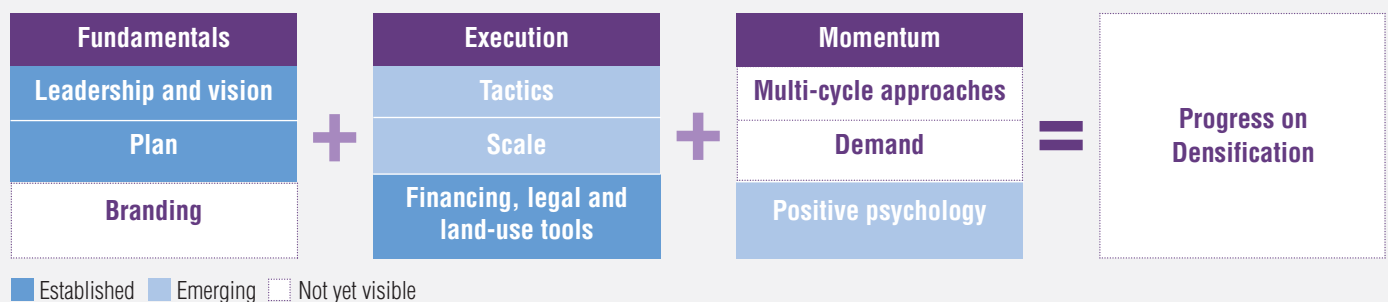 Fundamentals
Leadership and vision
Plan
Branding
+
Execution
Tactics
Scale
Financing, legal and
land-use tools
+
Momentum
Multi-cycle approaches
Demand
Positive psychology
=
Progress on
Densification
Established Emerging Not yet visible